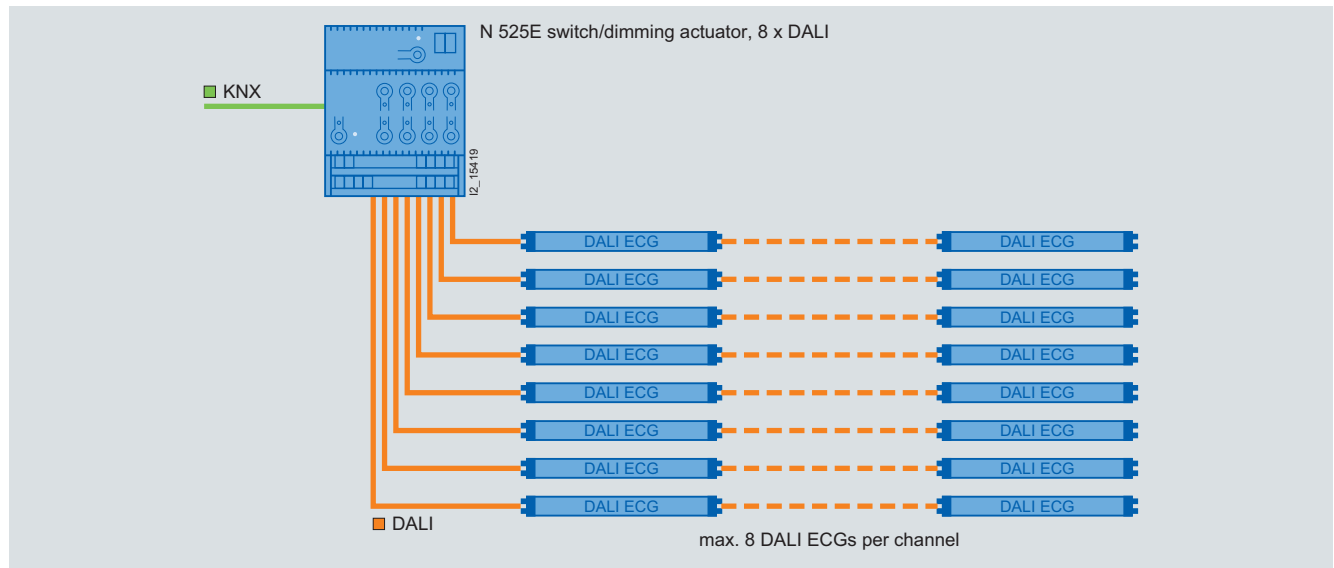 N 525E switch/dimming actuator, 8 x DALI
KNX
I2_15419
DALI ECG DALI ECG
DALI ECG DALI ECG
DALI ECG DALI ECG
DALI ECG DALI ECG
DALI ECG DALI ECG
DALI ECG DALI ECG
DALI ECG DALI ECG
DALI ECG DALI ECG
DALI
max. 8 DALI ECGs per channel